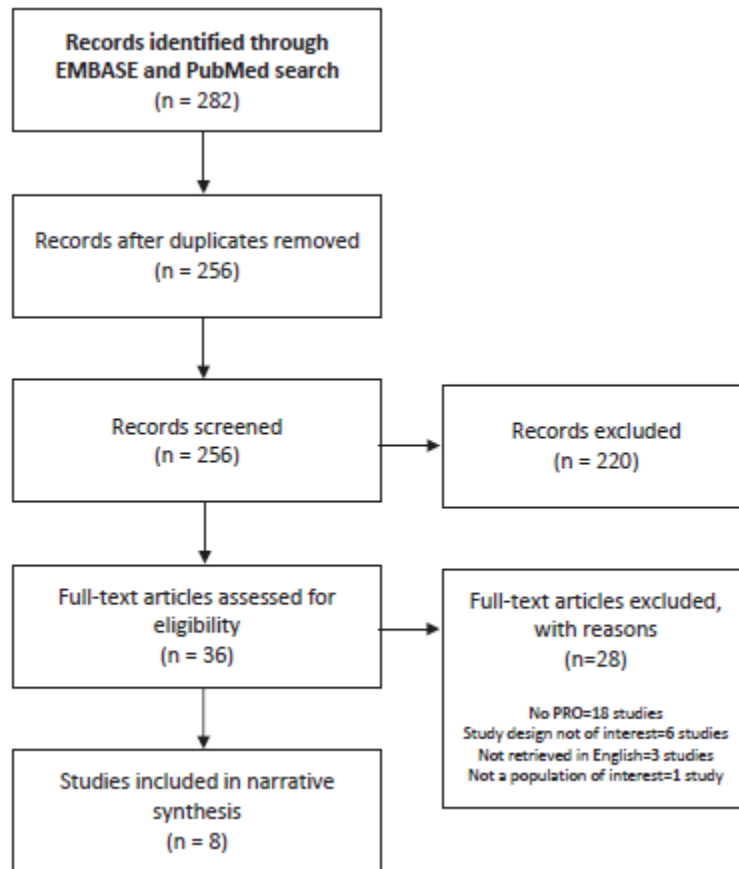 Records identified through
EMBASE and PubMed search
(n = 282)
Records after duplicates removed
(n = 256)
Records screened
(n = 256)
Records excluded
(n = 220)
Full-text articles assessed for
eligibility
(n = 36)
Full-text articles excluded,
with reasons
(n=28)
No PRO=18 studies
Study design not of interest=6 studies
Not retrieved in English=3 studies
Not a population of interest=1 study
Studies included in narrative
synthesis
(n = 8)